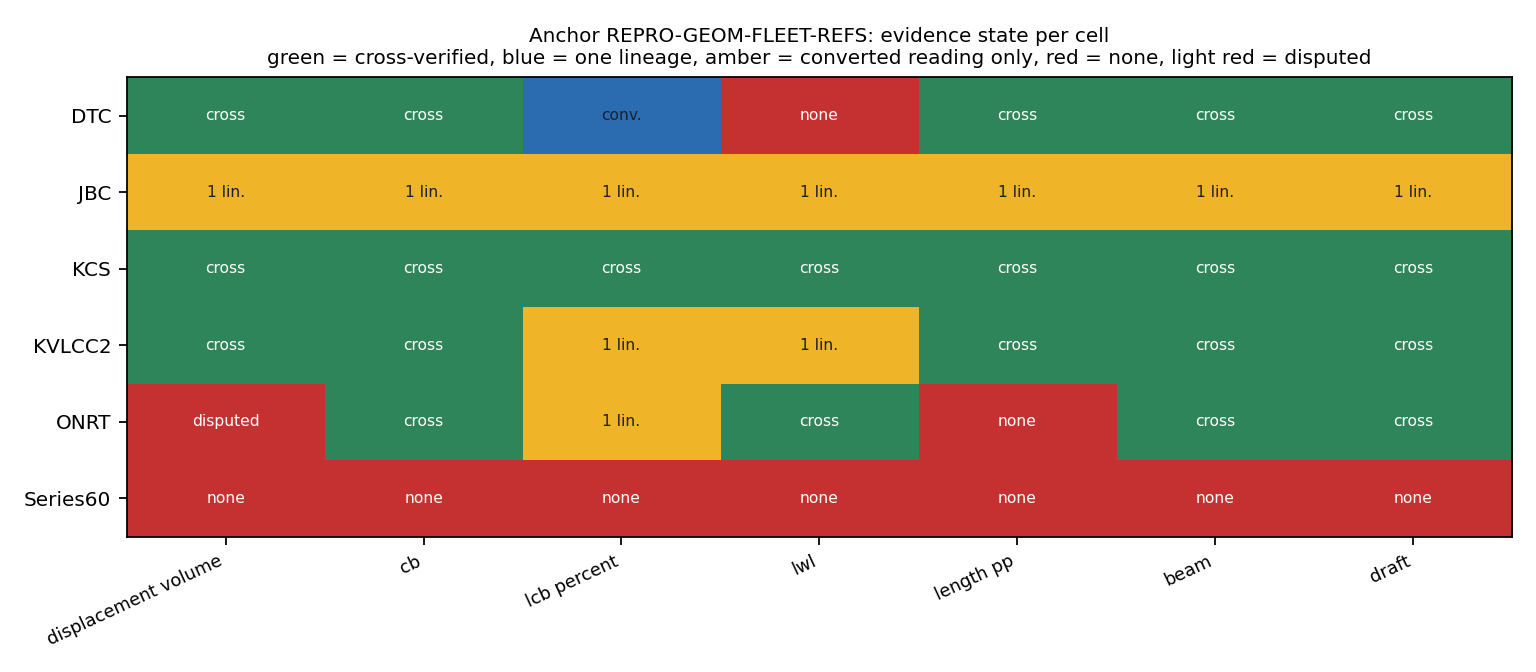 Anchor REPRO-GEOM-FLEET-REFS: evidence state per cell
green = cross-verified, blue = one lineage, amber = converted reading only, red = none, light red = disputed
DTC cross cross conv. none cross cross cross
JBC 1 lin. 1 lin. 1 lin. 1 lin. 1 lin. 1 lin. 1 lin.
KCS cross cross cross cross cross cross cross
KVLCC2 cross cross 1 lin. 1 lin. cross cross cross
ONRT disputed cross 1 lin. cross none cross cross
Series60 none none none none none none none
displacement volume cb lcb percent lwl length pp beam draft